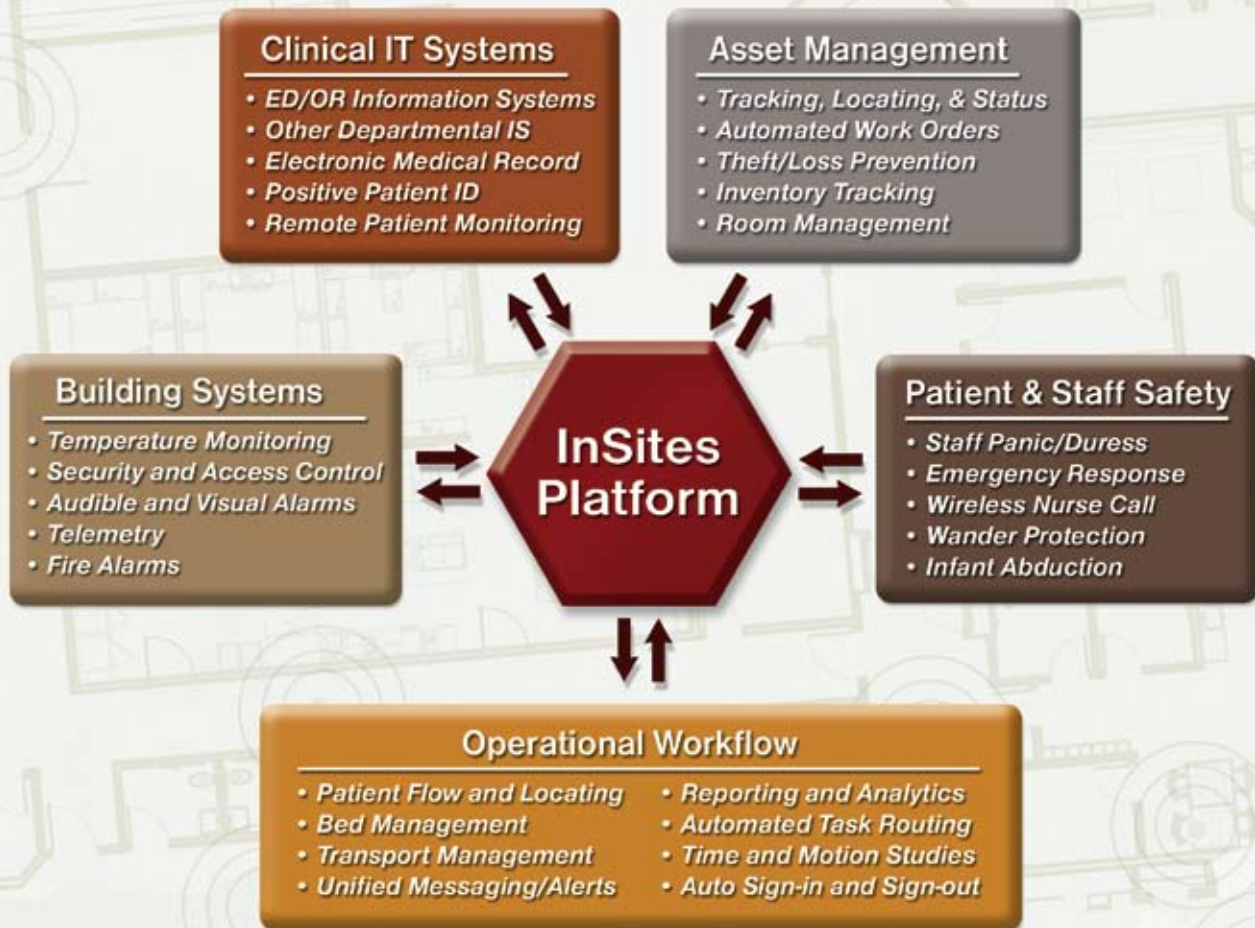 Clinical IT Systems
• ED/OR Information Systems
• Other Departmental IS
• Electronic Medical Record
• Positive Patient ID
• Remote Patient Monitoring
Asset Management
• Tracking, Locating, & Status
• Automated Work Orders
• Theft/Loss Prevention
• Inventory Tracking
• Room Management
Building Systems
• Temperature Monitoring
• Security and Access Control
• Audible and Visual Alarms
• Telemetry
• Fire Alarms
InSites
Platform
Patient & Staff Safety
• Staff Panic/Duress
• Emergency Response
• Wireless Nurse Call
• Wander Protection
• Infant Abduction
Operational Workflow
• Patient Flow and Locating
• Bed Management
• Transport Management
• Unified Messaging/Alerts
• Reporting and Analytics
• Automated Task Routing
• Time and Motion Studies
• Auto Sign-in and Sign-out